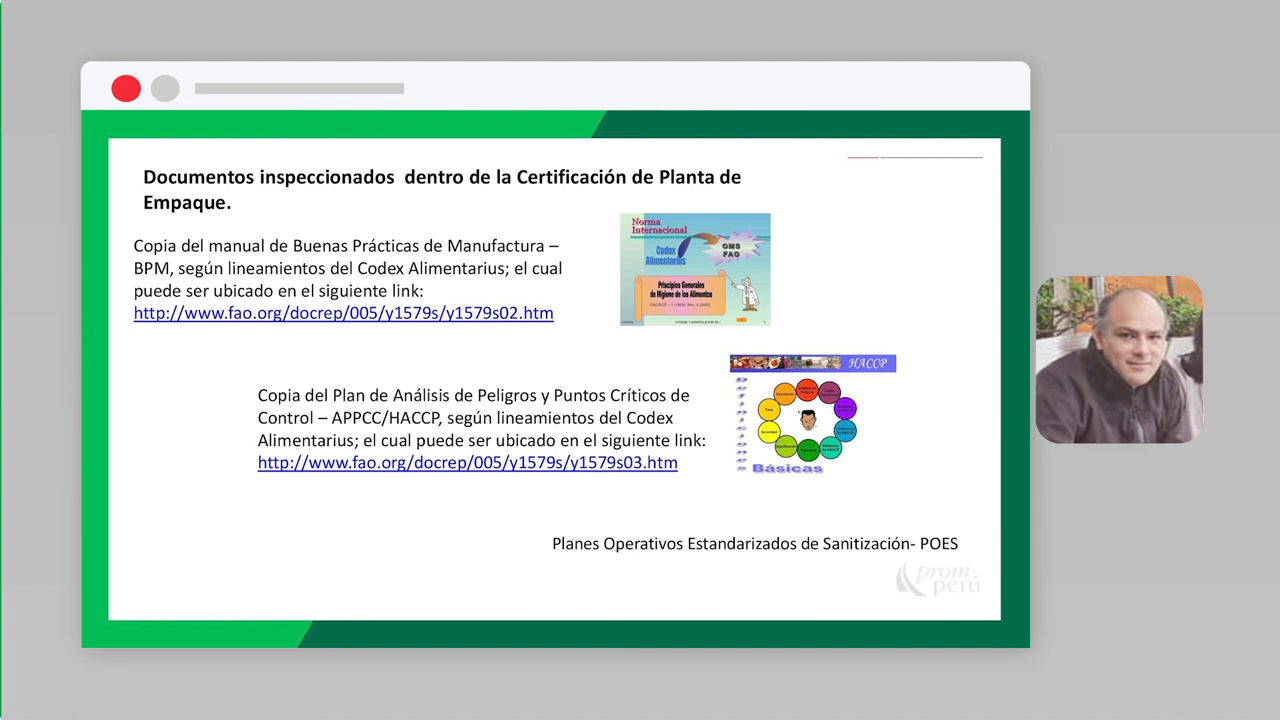 Documentos inspeccionados  dentro de la Certificación de Planta de
Empaque.
Copia del manual de Buenas Prácticas de Manufactura –
BPM, según lineamientos del Codex Alimentarius; el cual
puede ser ubicado en el siguiente link:
http://www.fao.org/docrep/005/y1579s/y1579s02.htm
Norma
Internacional
Codex
Alimentarius
OMS
FAO
Principios Generales
de Higiene de los Alimentos
HACCP
Copia del Plan de Análisis de Peligros y Puntos Críticos de
Control – APPCC/HACCP, según lineamientos del Codex
Alimentarius; el cual puede ser ubicado en el siguiente link:
http://www.fao.org/docrep/005/y1579s/y1579s03.htm
Básicas
Planes Operativos Estandarizados de Sanitización- POES
prom
perú